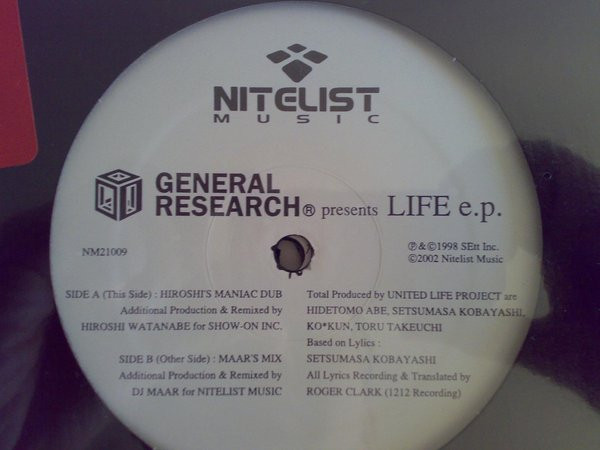 NITELIST
MUSIC
GENERAL
RESEARCH® presents LIFE e.p.
NM21009
℗&©1998 SEtt Inc.
©2002 Nitelist Music
SIDE A (This Side) : HIROSHI'S MANIAC DUB
Additional Production & Remixed by
HIROSHI WATANABE for SHOW-ON INC.
SIDE B (Other Side) : MAAR'S MIX
Additional Production & Remixed by
DJ MAAR for NITELIST MUSIC
Total Produced by UNITED LIFE PROJECT are
HIDETOMO ABE, SETSUMASA KOBAYASHI,
KO*KUN, TORU TAKEUCHI
Based on Lylics :
SETSUMASA KOBAYASHI
All Lyrics Recording & Translated by
ROGER CLARK (1212 Recording)